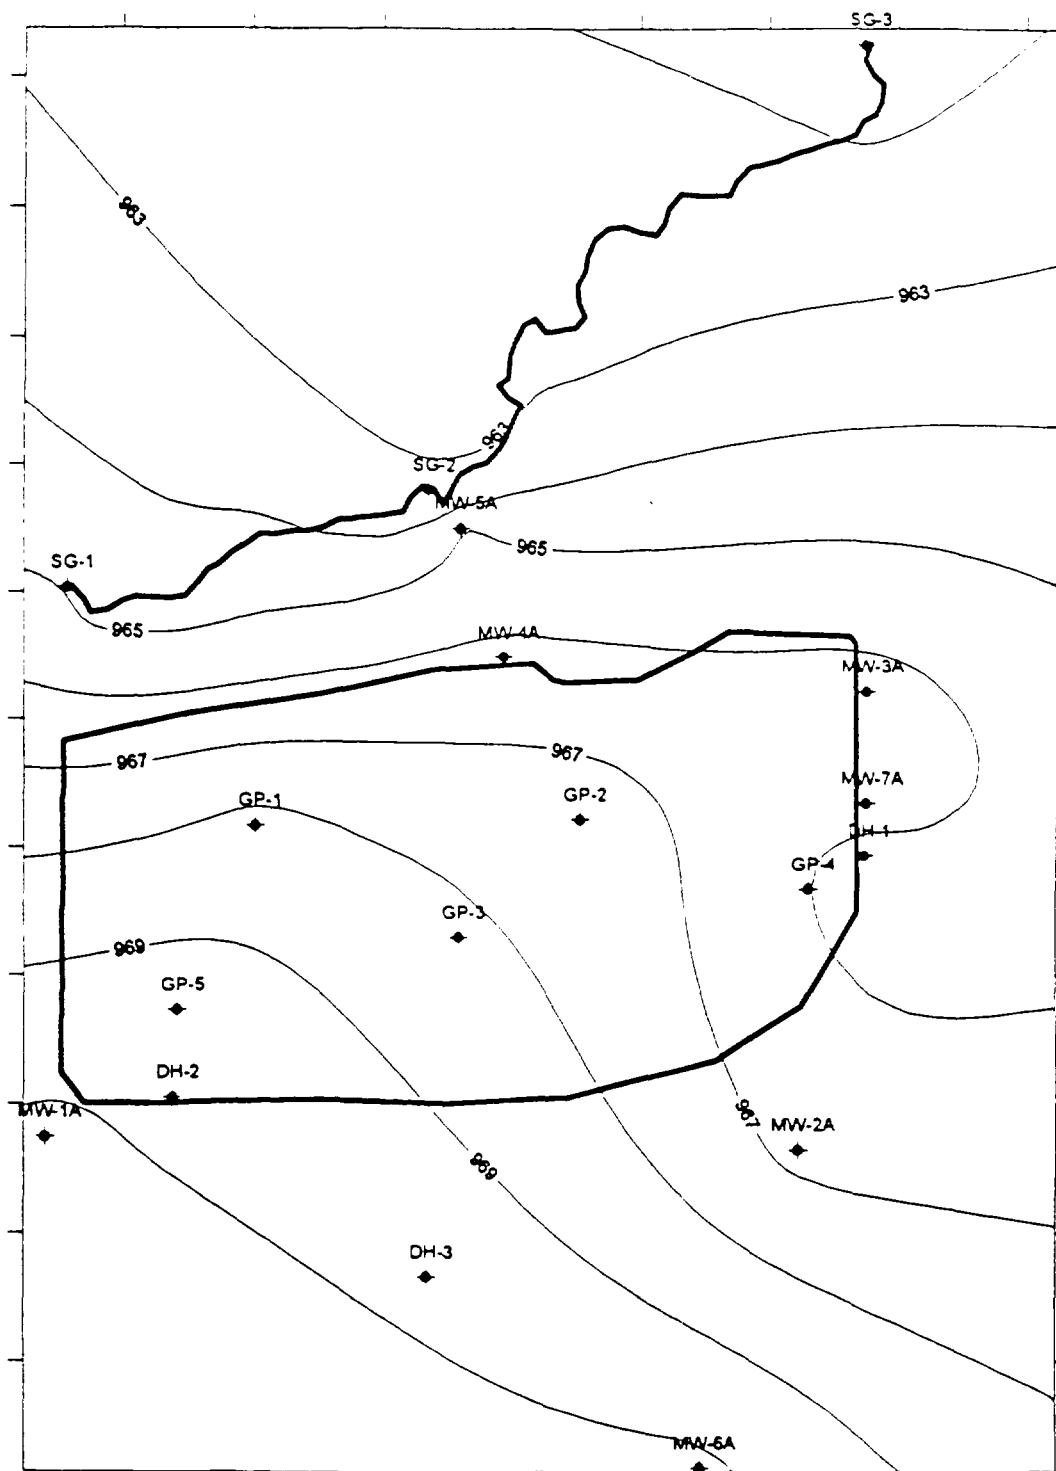 SG-3
963
963
963
SG-2
MW-5A
965
SG-1
965
MW-4A
MW-3A
967
967
MW-7A
GP-1
GP-2
DH-1
GP-4
GP-3
969
GP-5
DH-2
MW-1A
967
MW-2A
969
DH-3
MW-6A